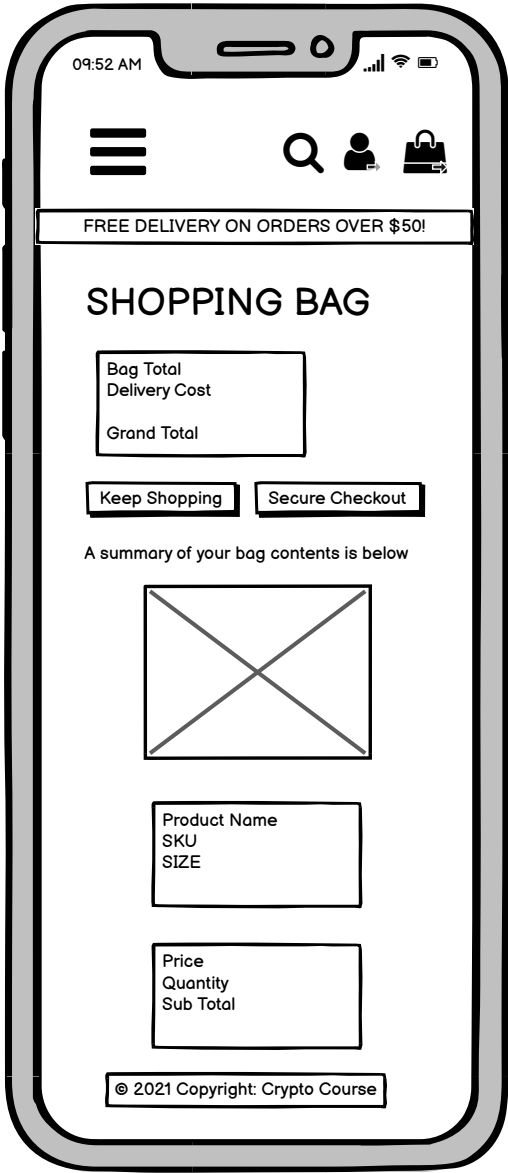 09:52 AM
FREE DELIVERY ON ORDERS OVER $50!
SHOPPING BAG
Bag Total
Delivery Cost
Grand Total
Keep Shopping
Secure Checkout
A summary of your bag contents is below
Product Name
SKU
SIZE
Price
Quantity
Sub Total
© 2021 Copyright: Crypto Course